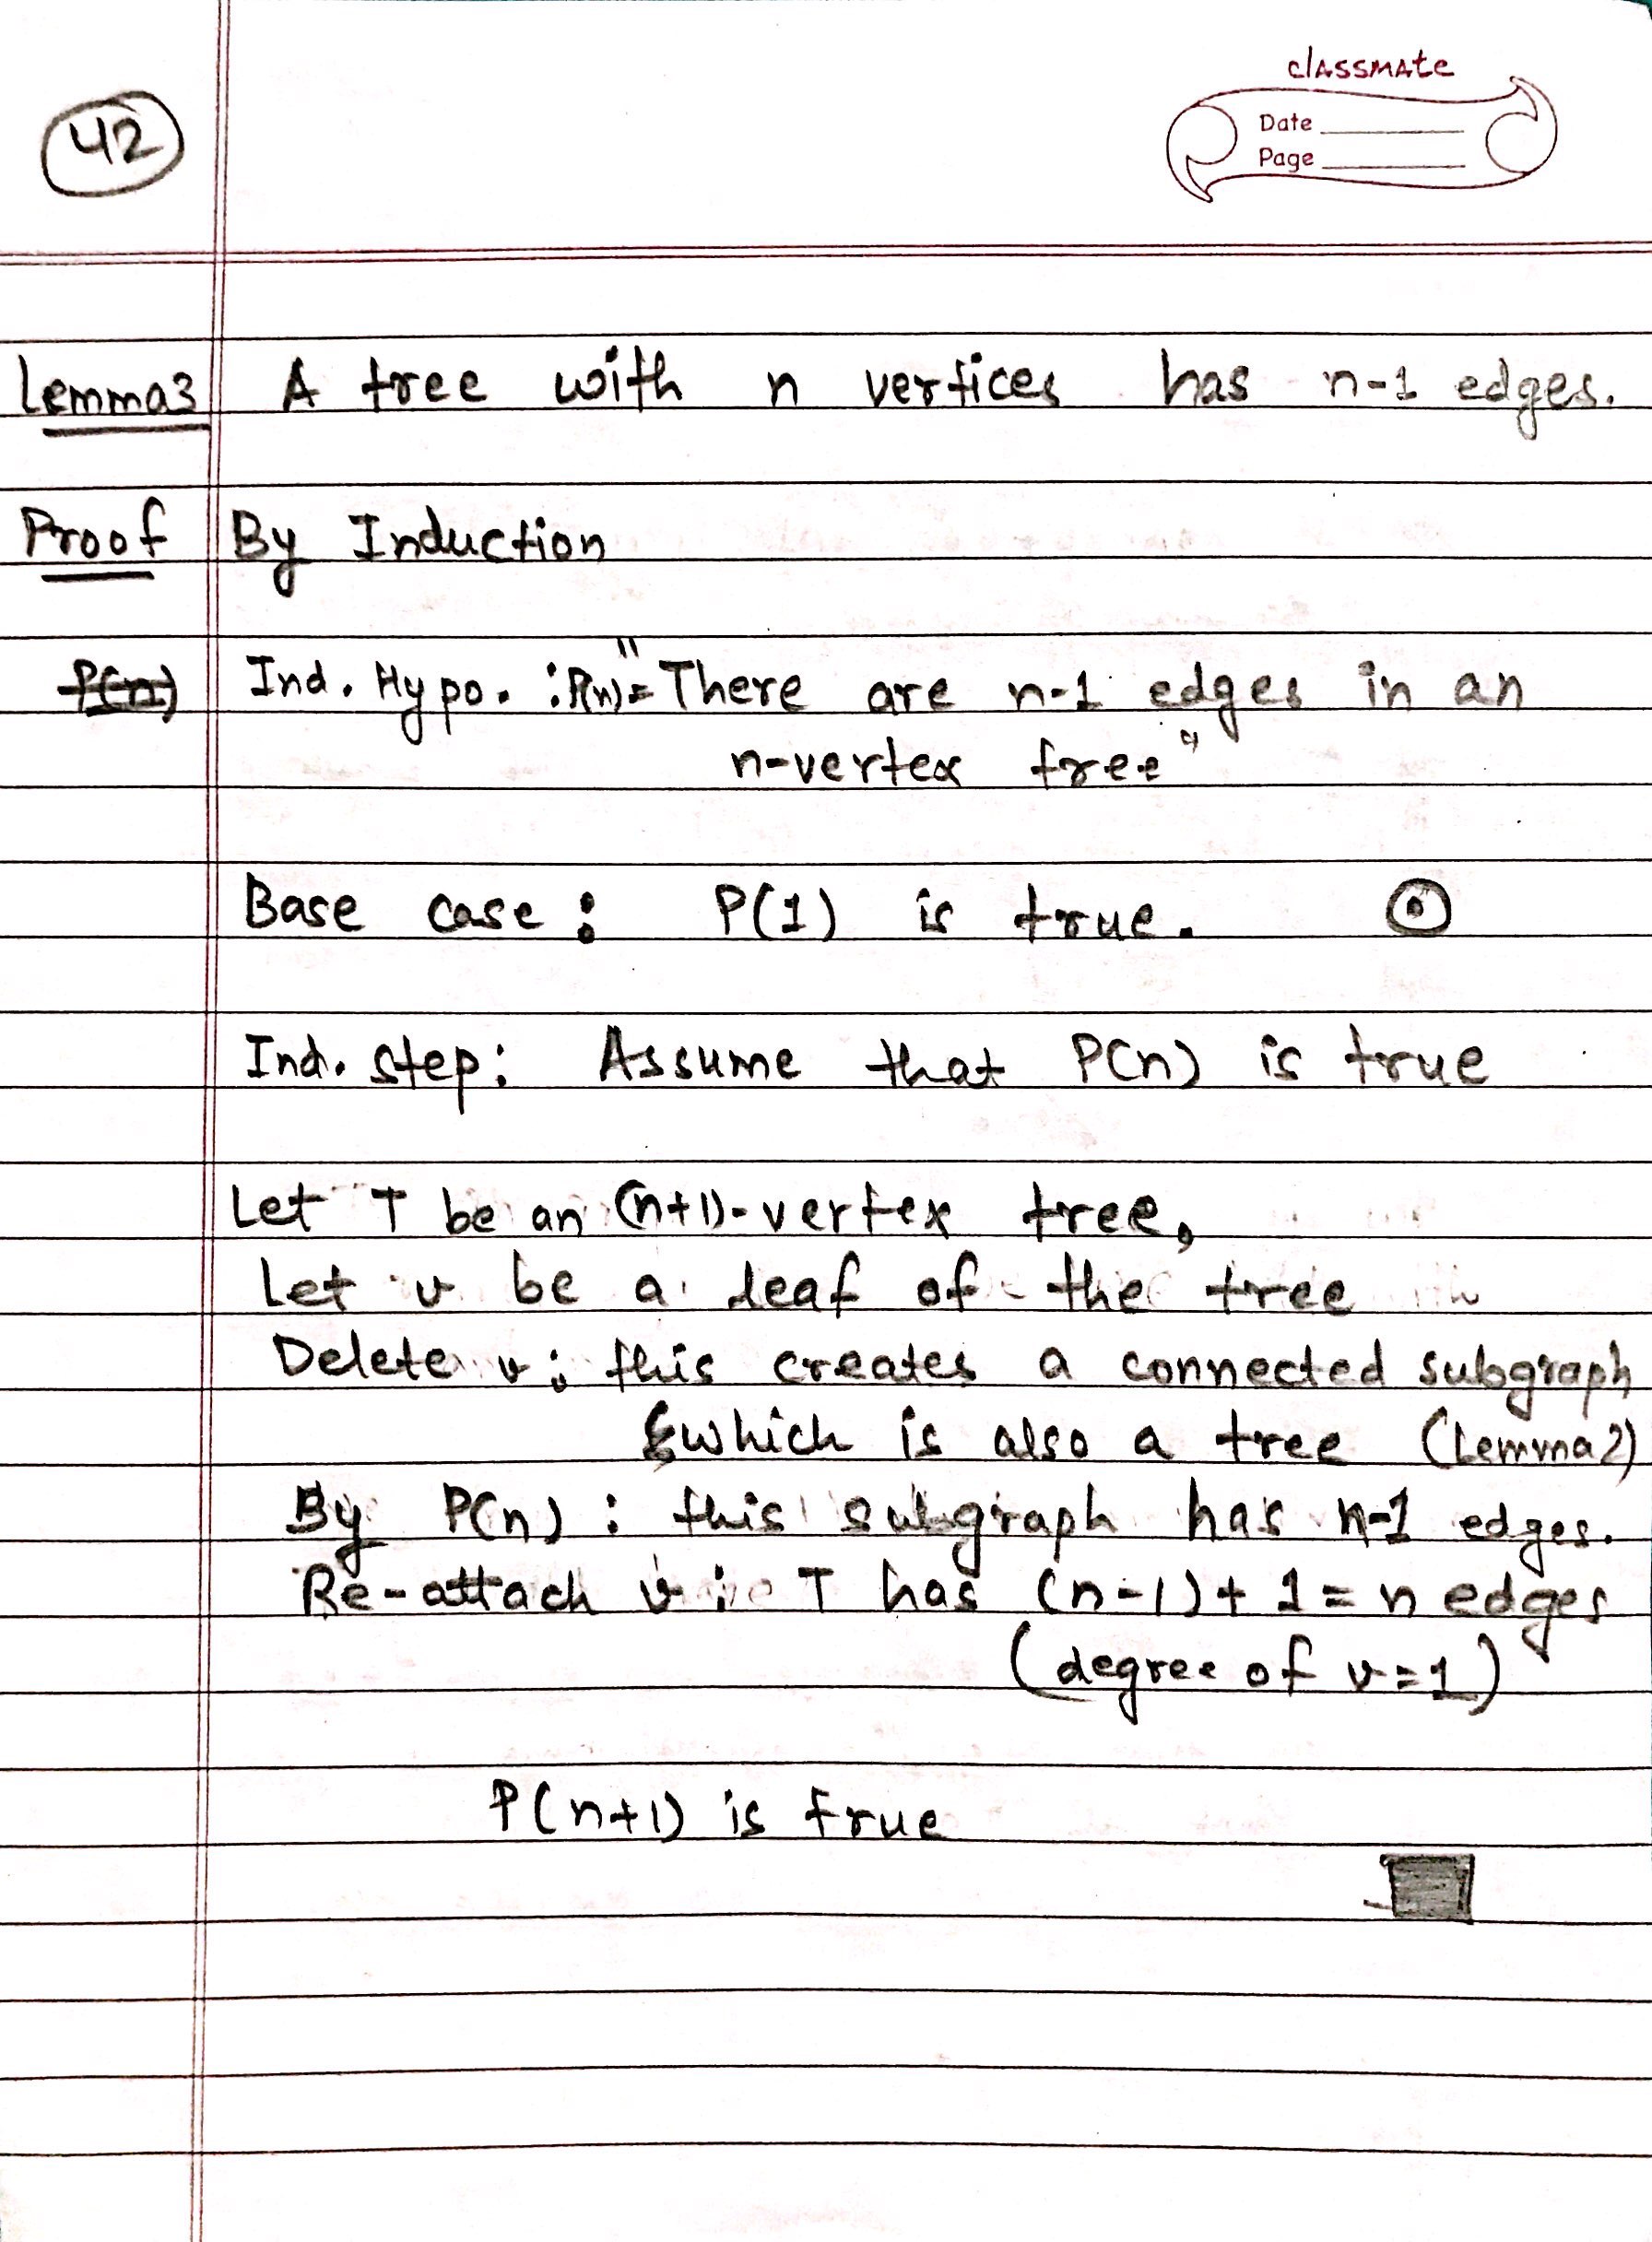 42
classmate
Date
Page
Lemma3 A tree with n vertices has n-1 edges.
Proof By Induction
P(n) Ind. Hypo. : P(n) = "There are n-1 edges in an
n-vertex tree"
Base case : P(1) is true.
Ind. step: Assume that P(n) is true
Let T be an (n+1)-vertex tree,
Let v be a leaf of the tree
Delete v : this creates a connected subgraph
& which is also a tree (Lemma2)
By P(n) : this subgraph has n-1 edges.
Re-attach v : T has (n-1)+1 = n edges
(degree of v=1)
P(n+1) is true